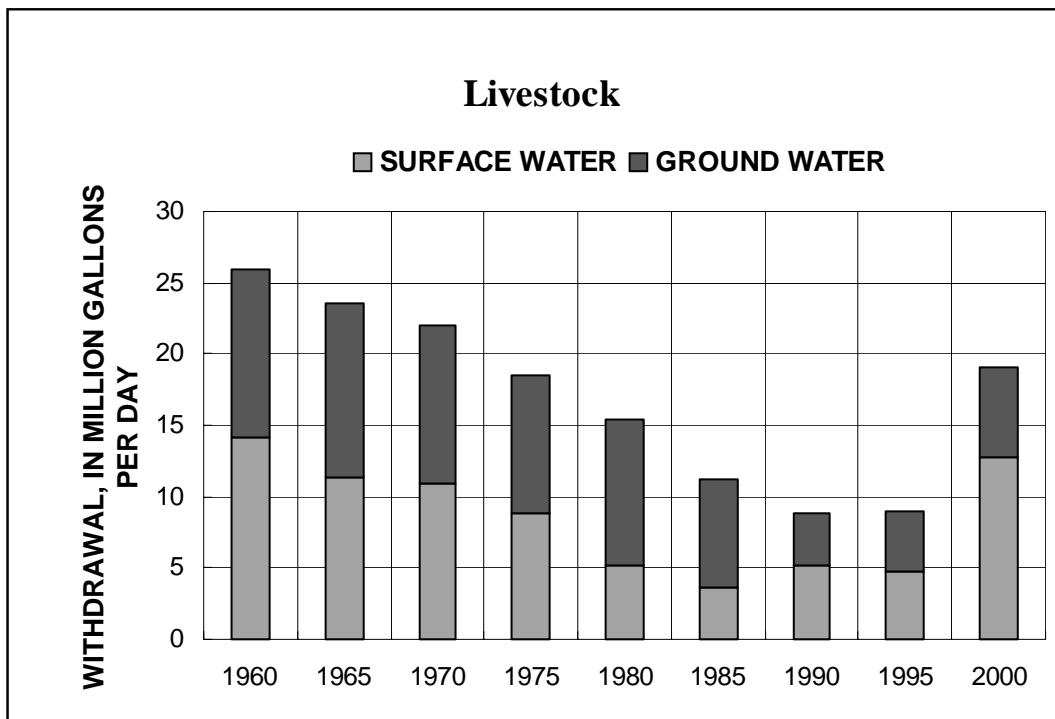 Livestock
SURFACE WATER GROUND WATER
WITHDRAWAL, IN MILLION GALLONS
PER DAY
30
25
20
15
10
5
0
1960 1965 1970 1975 1980 1985 1990 1995 2000